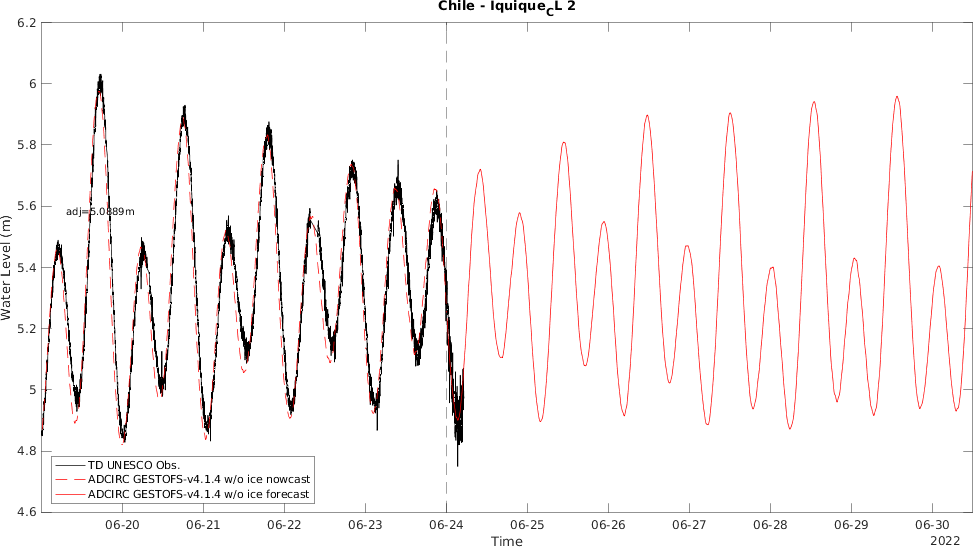 Chile - Iquique_CL 2
Water Level (m)
6.2
6
5.8
5.6
5.4
5.2
5
4.8
4.6
adj=5.0889m
TD UNESCO Obs.
ADCIRC GESTOFS-v4.1.4 w/o ice nowcast
ADCIRC GESTOFS-v4.1.4 w/o ice forecast
06-20 06-21 06-22 06-23 06-24 06-25 06-26 06-27 06-28 06-29 06-30
Time
2022